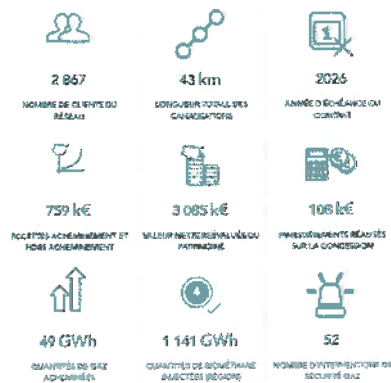 2 867
43 km
2026
NOMBRE DE CLIENTS DU
RÉSEAU
LONGUEUR TOTALE DES
CANALISATIONS
ANNÉE D'ÉCHÉANCE DU
CONTRAT
759 k€
3 085 k€
108 k€
RECETTES ACHEMINEMENT ET
HORS ACHEMINEMENT
VALEUR NETTE RÉÉVALUÉE DU
PATRIMOINE
INVESTISSEMENTS RÉALISÉS
SUR LA CONCESSION
49 GWh
1 141 GWh
52
QUANTITÉS DE GAZ
ACHEMINÉES
QUANTITÉS DE BIOMÉTHANE
INJECTÉES (RÉGION)
NOMBRE D'INTERVENTIONS DE
SÉCURITÉ GAZ